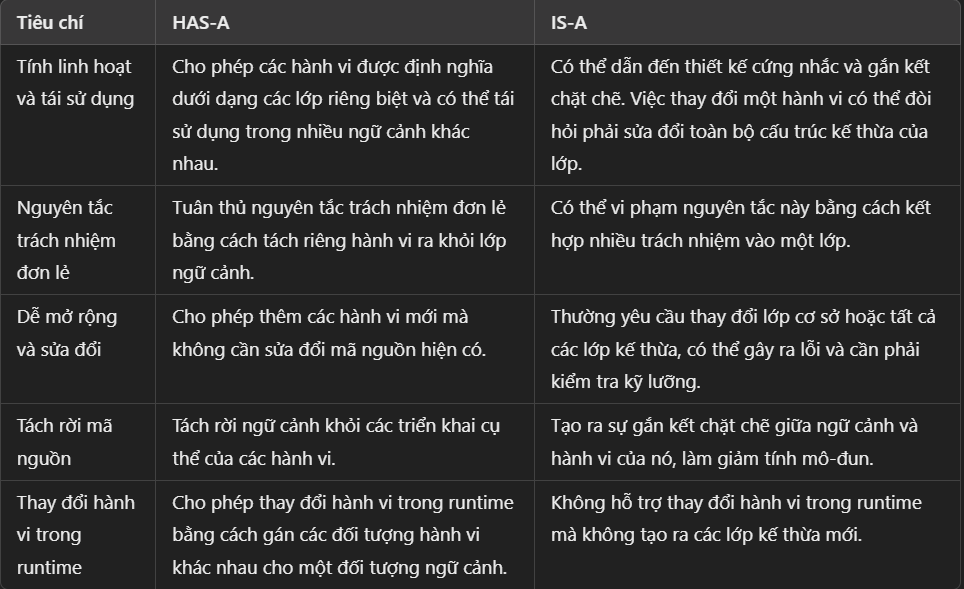 Tiêu chí
HAS-A
IS-A
Tính linh hoạt
và tái sử dụng
Cho phép các hành vi được định nghĩa
dưới dạng các lớp riêng biệt và có thể tái
sử dụng trong nhiều ngữ cảnh khác
nhau.
Có thể dẫn đến thiết kế cứng nhắc và gắn kết
chặt chẽ. Việc thay đổi một hành vi có thể đòi
hỏi phải sửa đổi toàn bộ cấu trúc kế thừa của
lớp.
Nguyên tắc
trách nhiệm
đơn lẻ
Tuân thủ nguyên tắc trách nhiệm đơn lẻ
bằng cách tách riêng hành vi ra khỏi lớp
ngữ cảnh.
Có thể vi phạm nguyên tắc này bằng cách kết
hợp nhiều trách nhiệm vào một lớp.
Dễ mở rộng
và sửa đổi
Cho phép thêm các hành vi mới mà
không cần sửa đổi mã nguồn hiện có.
Thường yêu cầu thay đổi lớp cơ sở hoặc tất cả
các lớp kế thừa, có thể gây ra lỗi và cần phải
kiểm tra kỹ lưỡng.
Tách rời mã
nguồn
Tách rời ngữ cảnh khỏi các triển khai cụ
thể của các hành vi.
Tạo ra sự gắn kết chặt chẽ giữa ngữ cảnh và
hành vi của nó, làm giảm tính mô-đun.
Thay đổi hành
vi trong
runtime
Cho phép thay đổi hành vi trong runtime
bằng cách gán các đối tượng hành vi
khác nhau cho một đối tượng ngữ cảnh.
Không hỗ trợ thay đổi hành vi trong runtime
mà không tạo ra các lớp kế thừa mới.